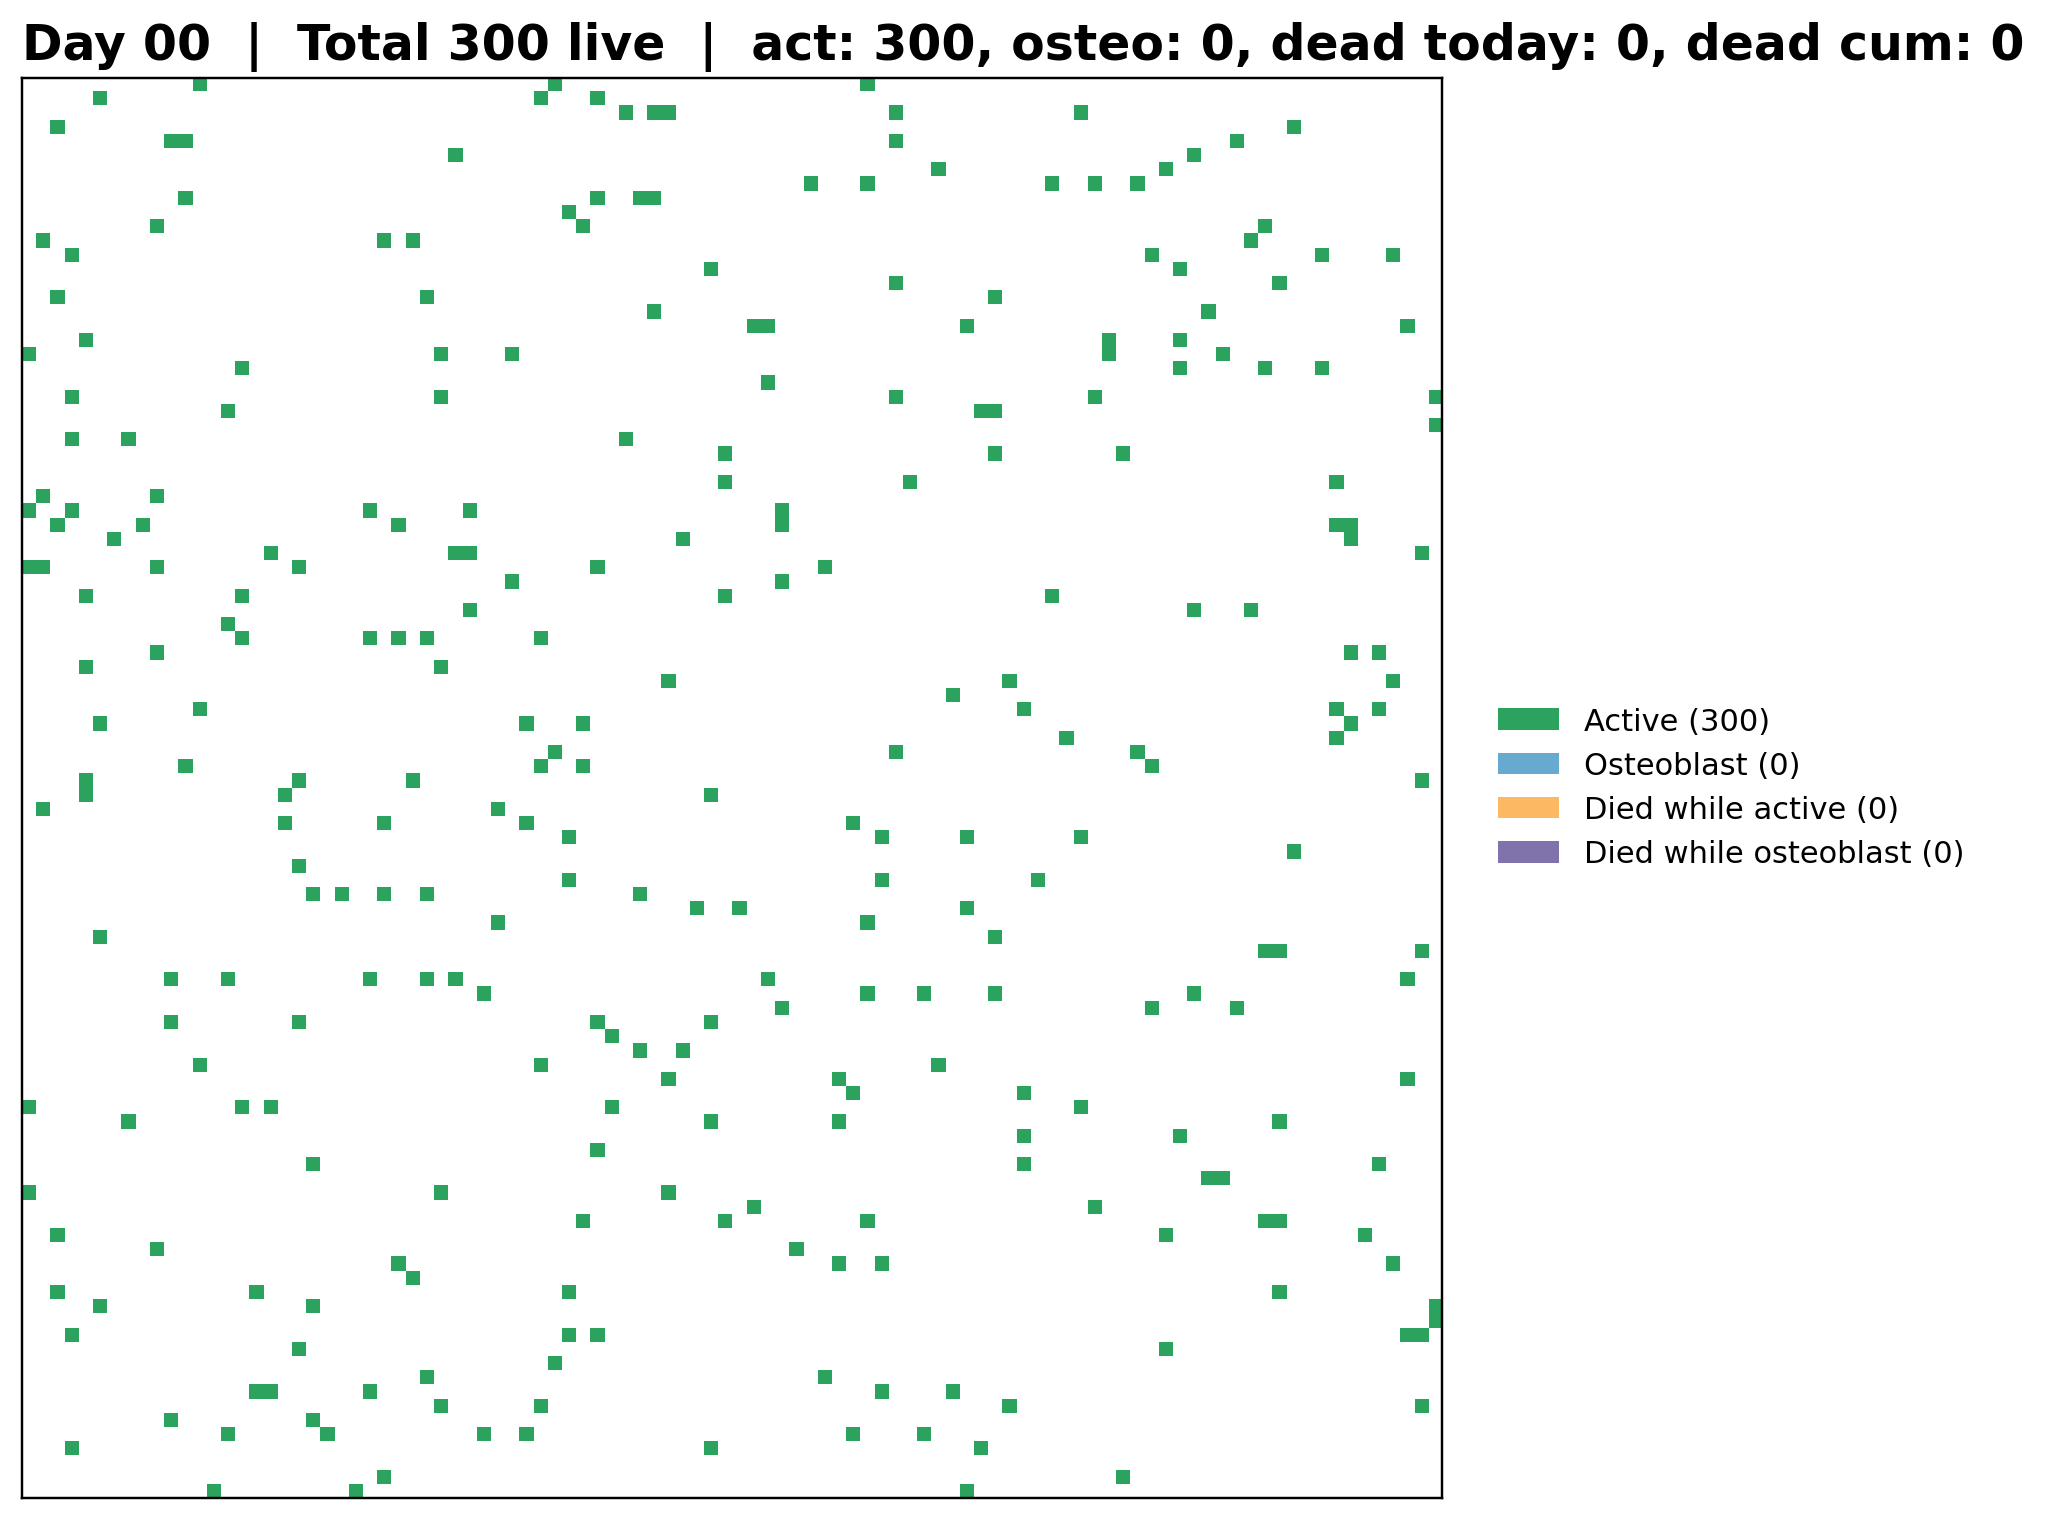 Day 00 | Total 300 live | act: 300, osteo: 0, dead today: 0, dead cum: 0
Active (300)
Osteoblast (0)
Died while active (0)
Died while osteoblast (0)